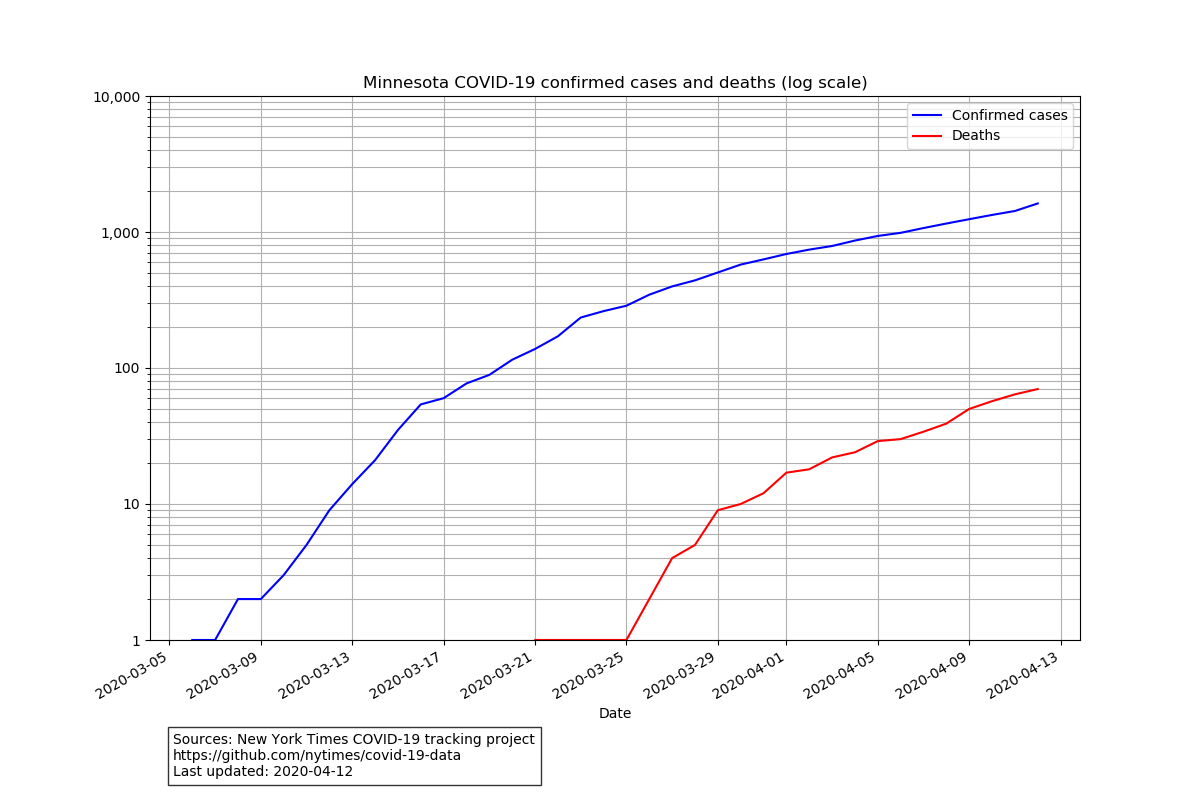 Minnesota COVID-19 confirmed cases and deaths (log scale)
10,000
1,000
100
10
1
Confirmed cases
Deaths
2020-03-05
2020-03-09
2020-03-13
2020-03-17
2020-03-21
2020-03-25
2020-03-29
2020-04-01
2020-04-05
2020-04-09
2020-04-13
Date
Sources: New York Times COVID-19 tracking project
https://github.com/nytimes/covid-19-data
Last updated: 2020-04-12